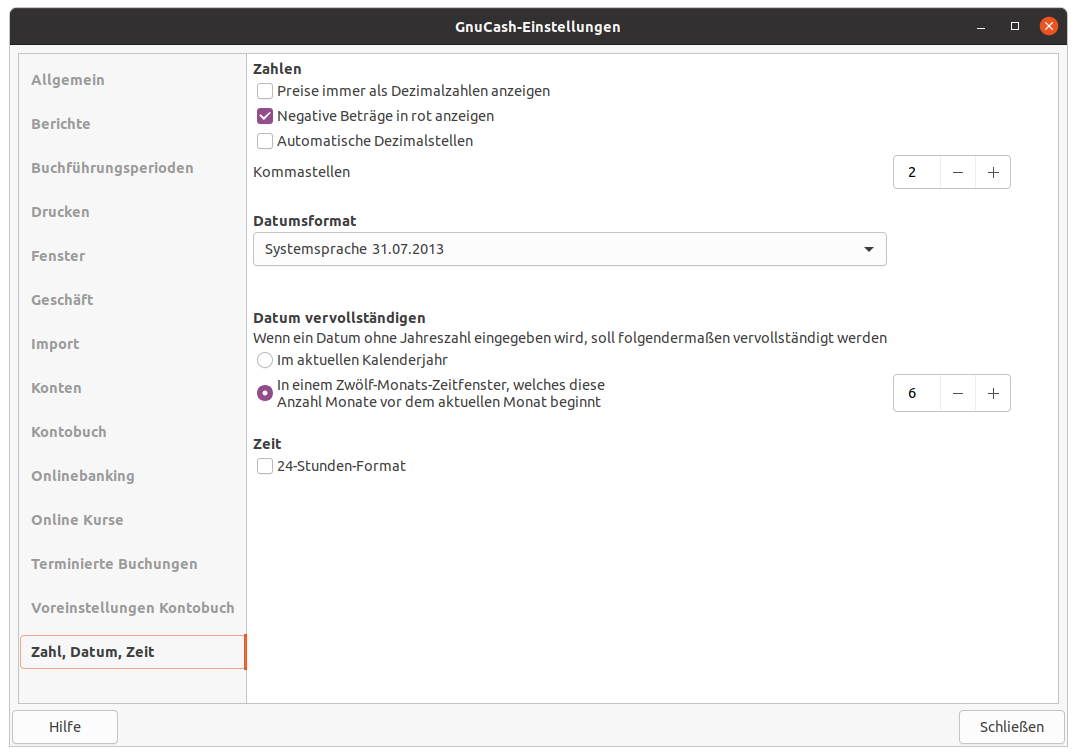 GnuCash-Einstellungen
Allgemein
Berichte
Buchführungsperioden
Drucken
Fenster
Geschäft
Import
Konten
Kontobuch
Onlinebanking
Online Kurse
Terminierte Buchungen
Voreinstellungen Kontobuch
Zahl, Datum, Zeit
Zahlen
Preise immer als Dezimalzahlen anzeigen
Negative Beträge in rot anzeigen
Automatische Dezimalstellen
Kommastellen 2
Datumsformat
Systemsprache 31.07.2013
Datum vervollständigen
Wenn ein Datum ohne Jahreszahl eingegeben wird, soll folgendermaßen vervollständigt werden
Im aktuellen Kalenderjahr
In einem Zwölf-Monats-Zeitfenster, welches diese
Anzahl Monate vor dem aktuellen Monat beginnt
6
Zeit
24-Stunden-Format
Hilfe
Schließen